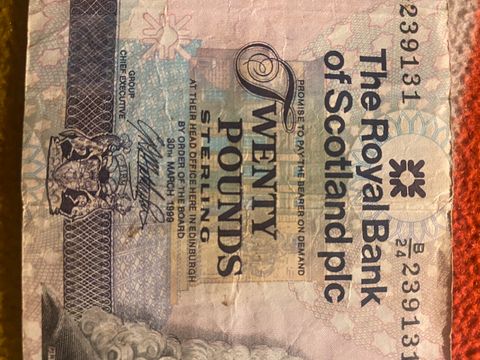 239131 B/24 239131
The Royal Bank
of Scotland plc
PROMISE TO PAY THE BEARER ON DEMAND
TWENTY
POUNDS
STERLING
AT THEIR HEAD OFFICE HERE IN EDINBURGH
BY ORDER OF THE BOARD
30TH MARCH 1999
GROUP
CHIEF EXECUTIVE